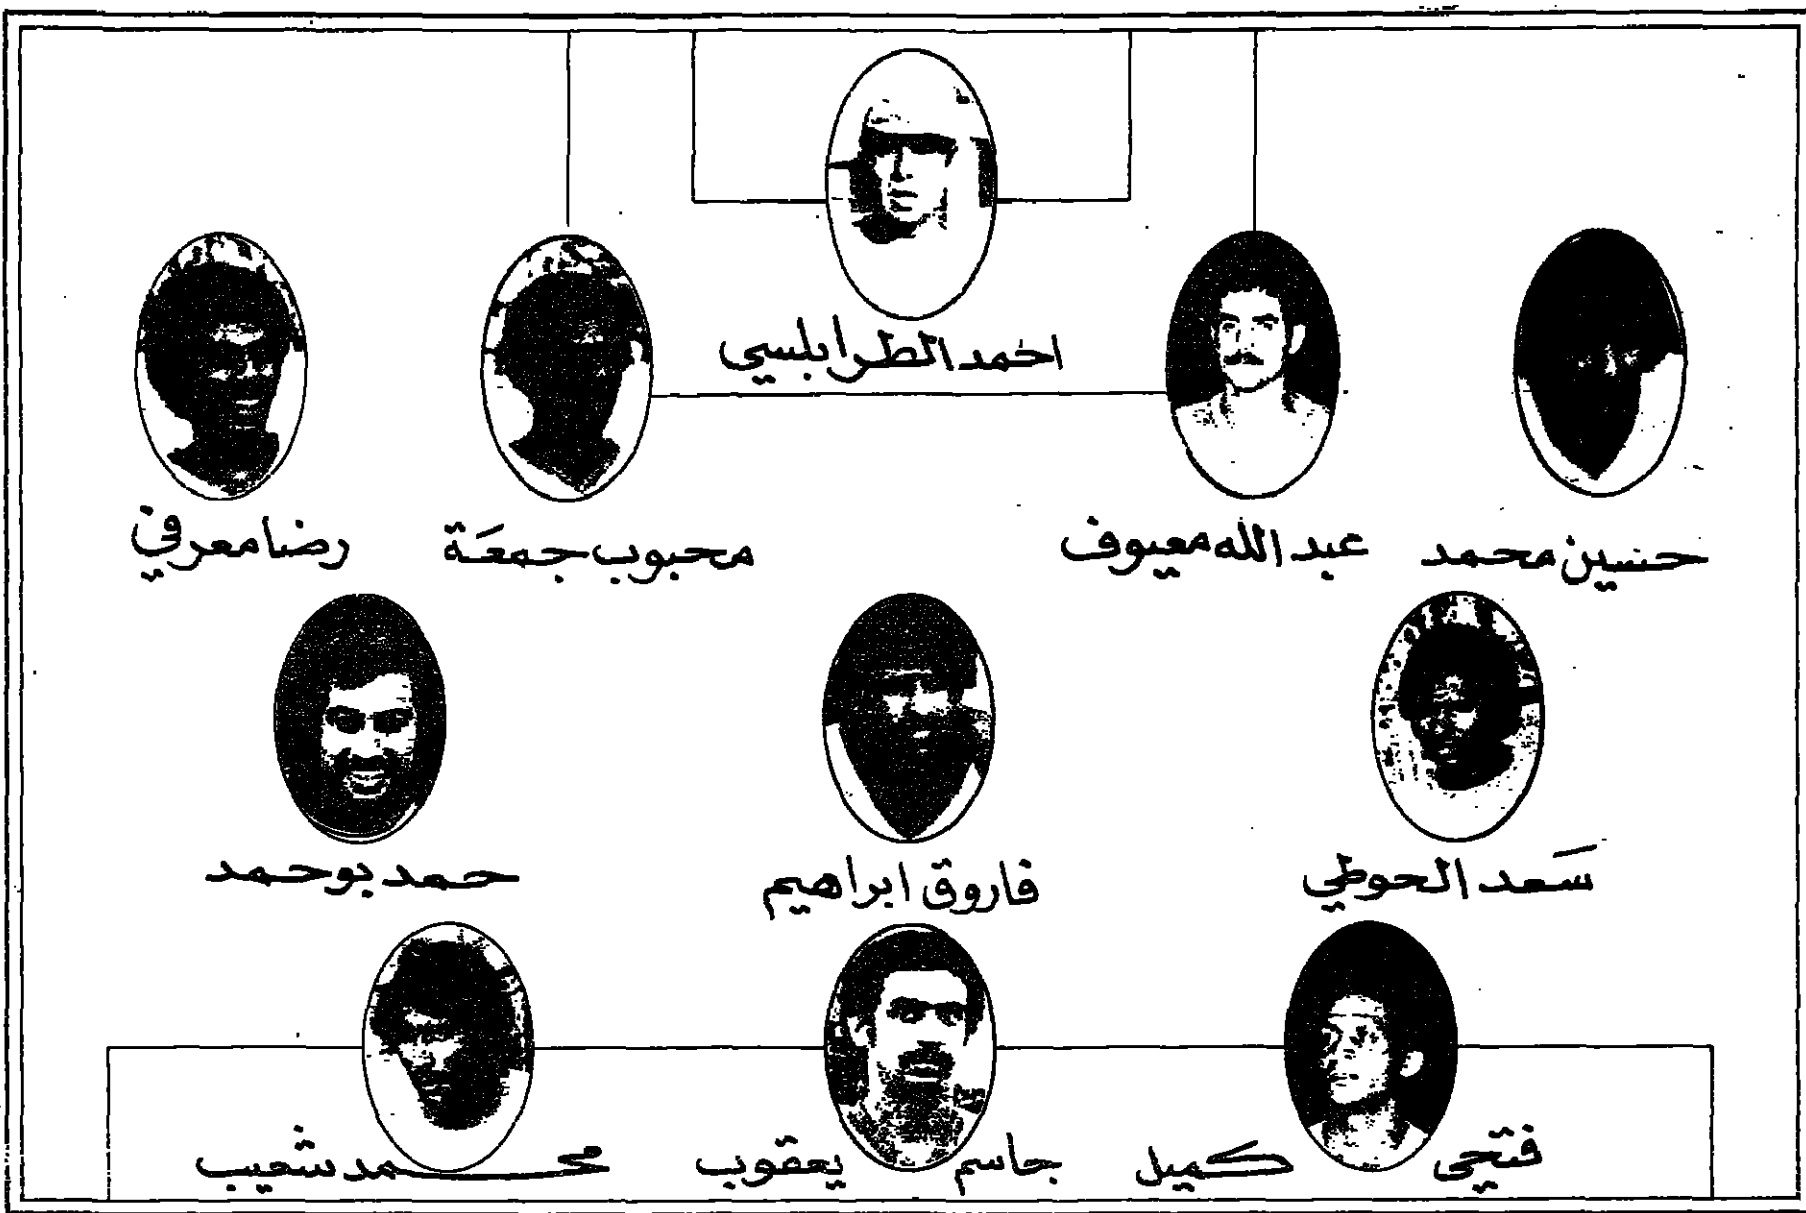 احمد الطرابلسي
حسين محمد
عبد الله معيوف
محبوب جمعة
رضا معرفي
سعد الحوطي
فاروق ابراهيم
حمد بوحمد
فتحي كميل
جاسم يعقوب
محمد شعيب